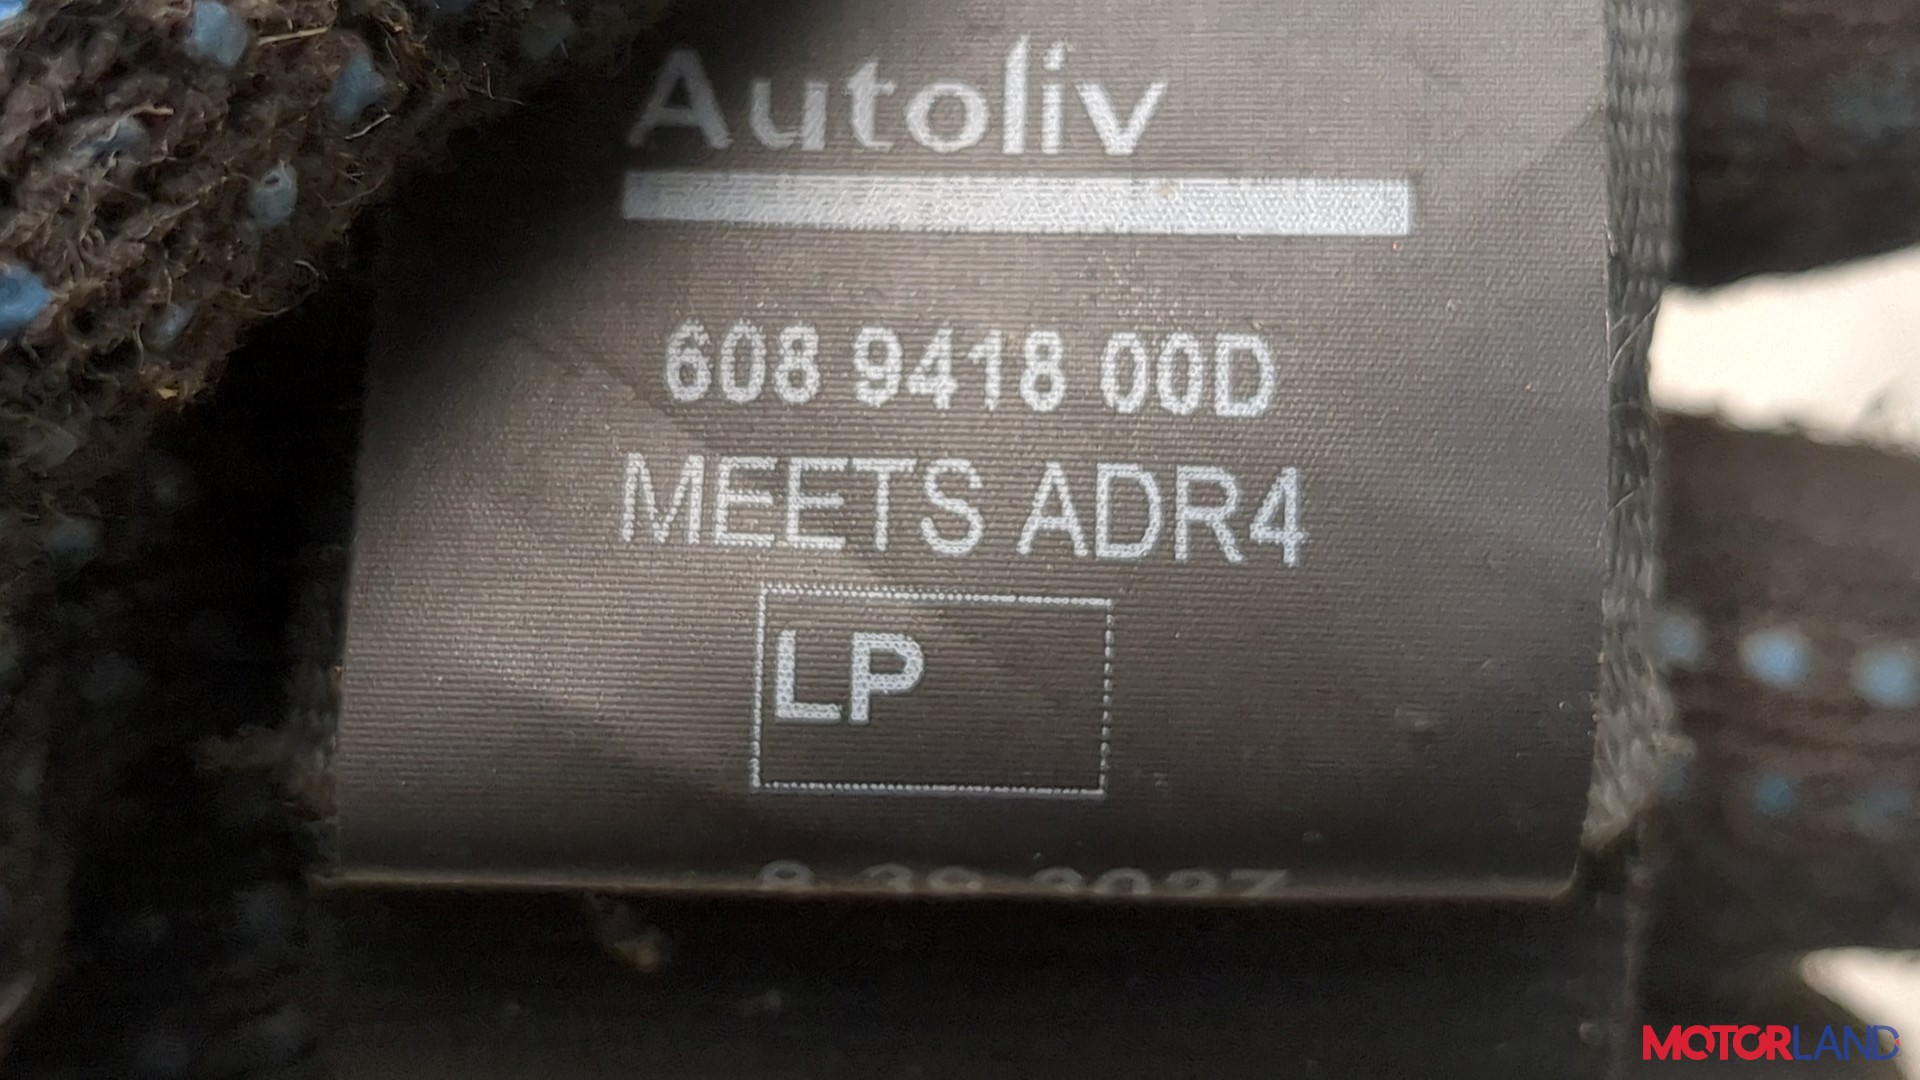 Autoliv
608 9418 00D
MEETS ADR4
LP
MOTORLAND